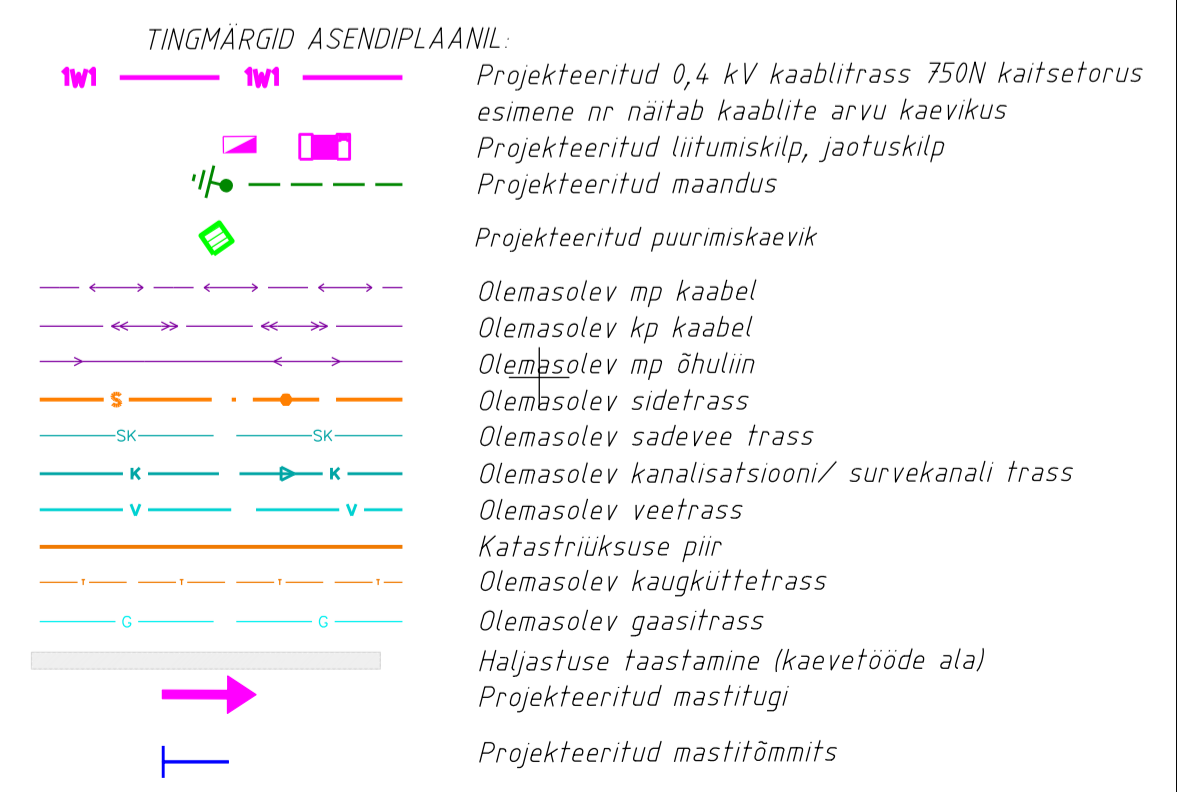 TINGMÄRGID ASENDIPLAANIL:
1W1 1W1 Projekteeritud 0,4 kV kaablitrass 750N kaitsetorus
esimene nr näitab kaablite arvu kaevikus
Projekteeritud liitumiskilp, jaotuskilp
Projekteeritud maandus
Projekteeritud puurimiskaevik
Olemasolev mp kaabel
Olemasolev kp kaabel
Olemasolev mp õhuliin
S Olemasolev sidetrass
SK SK Olemasolev sadevee trass
K K Olemasolev kanalisatsiooni/ survekanali trass
V V Olemasolev veetrass
Katastriüksuse piir
T T T T Olemasolev kaugküttetrass
G G Olemasolev gaasitrass
Haljastuse taastamine (kaevetööde ala)
Projekteeritud mastitugi
Projekteeritud mastitõmmits